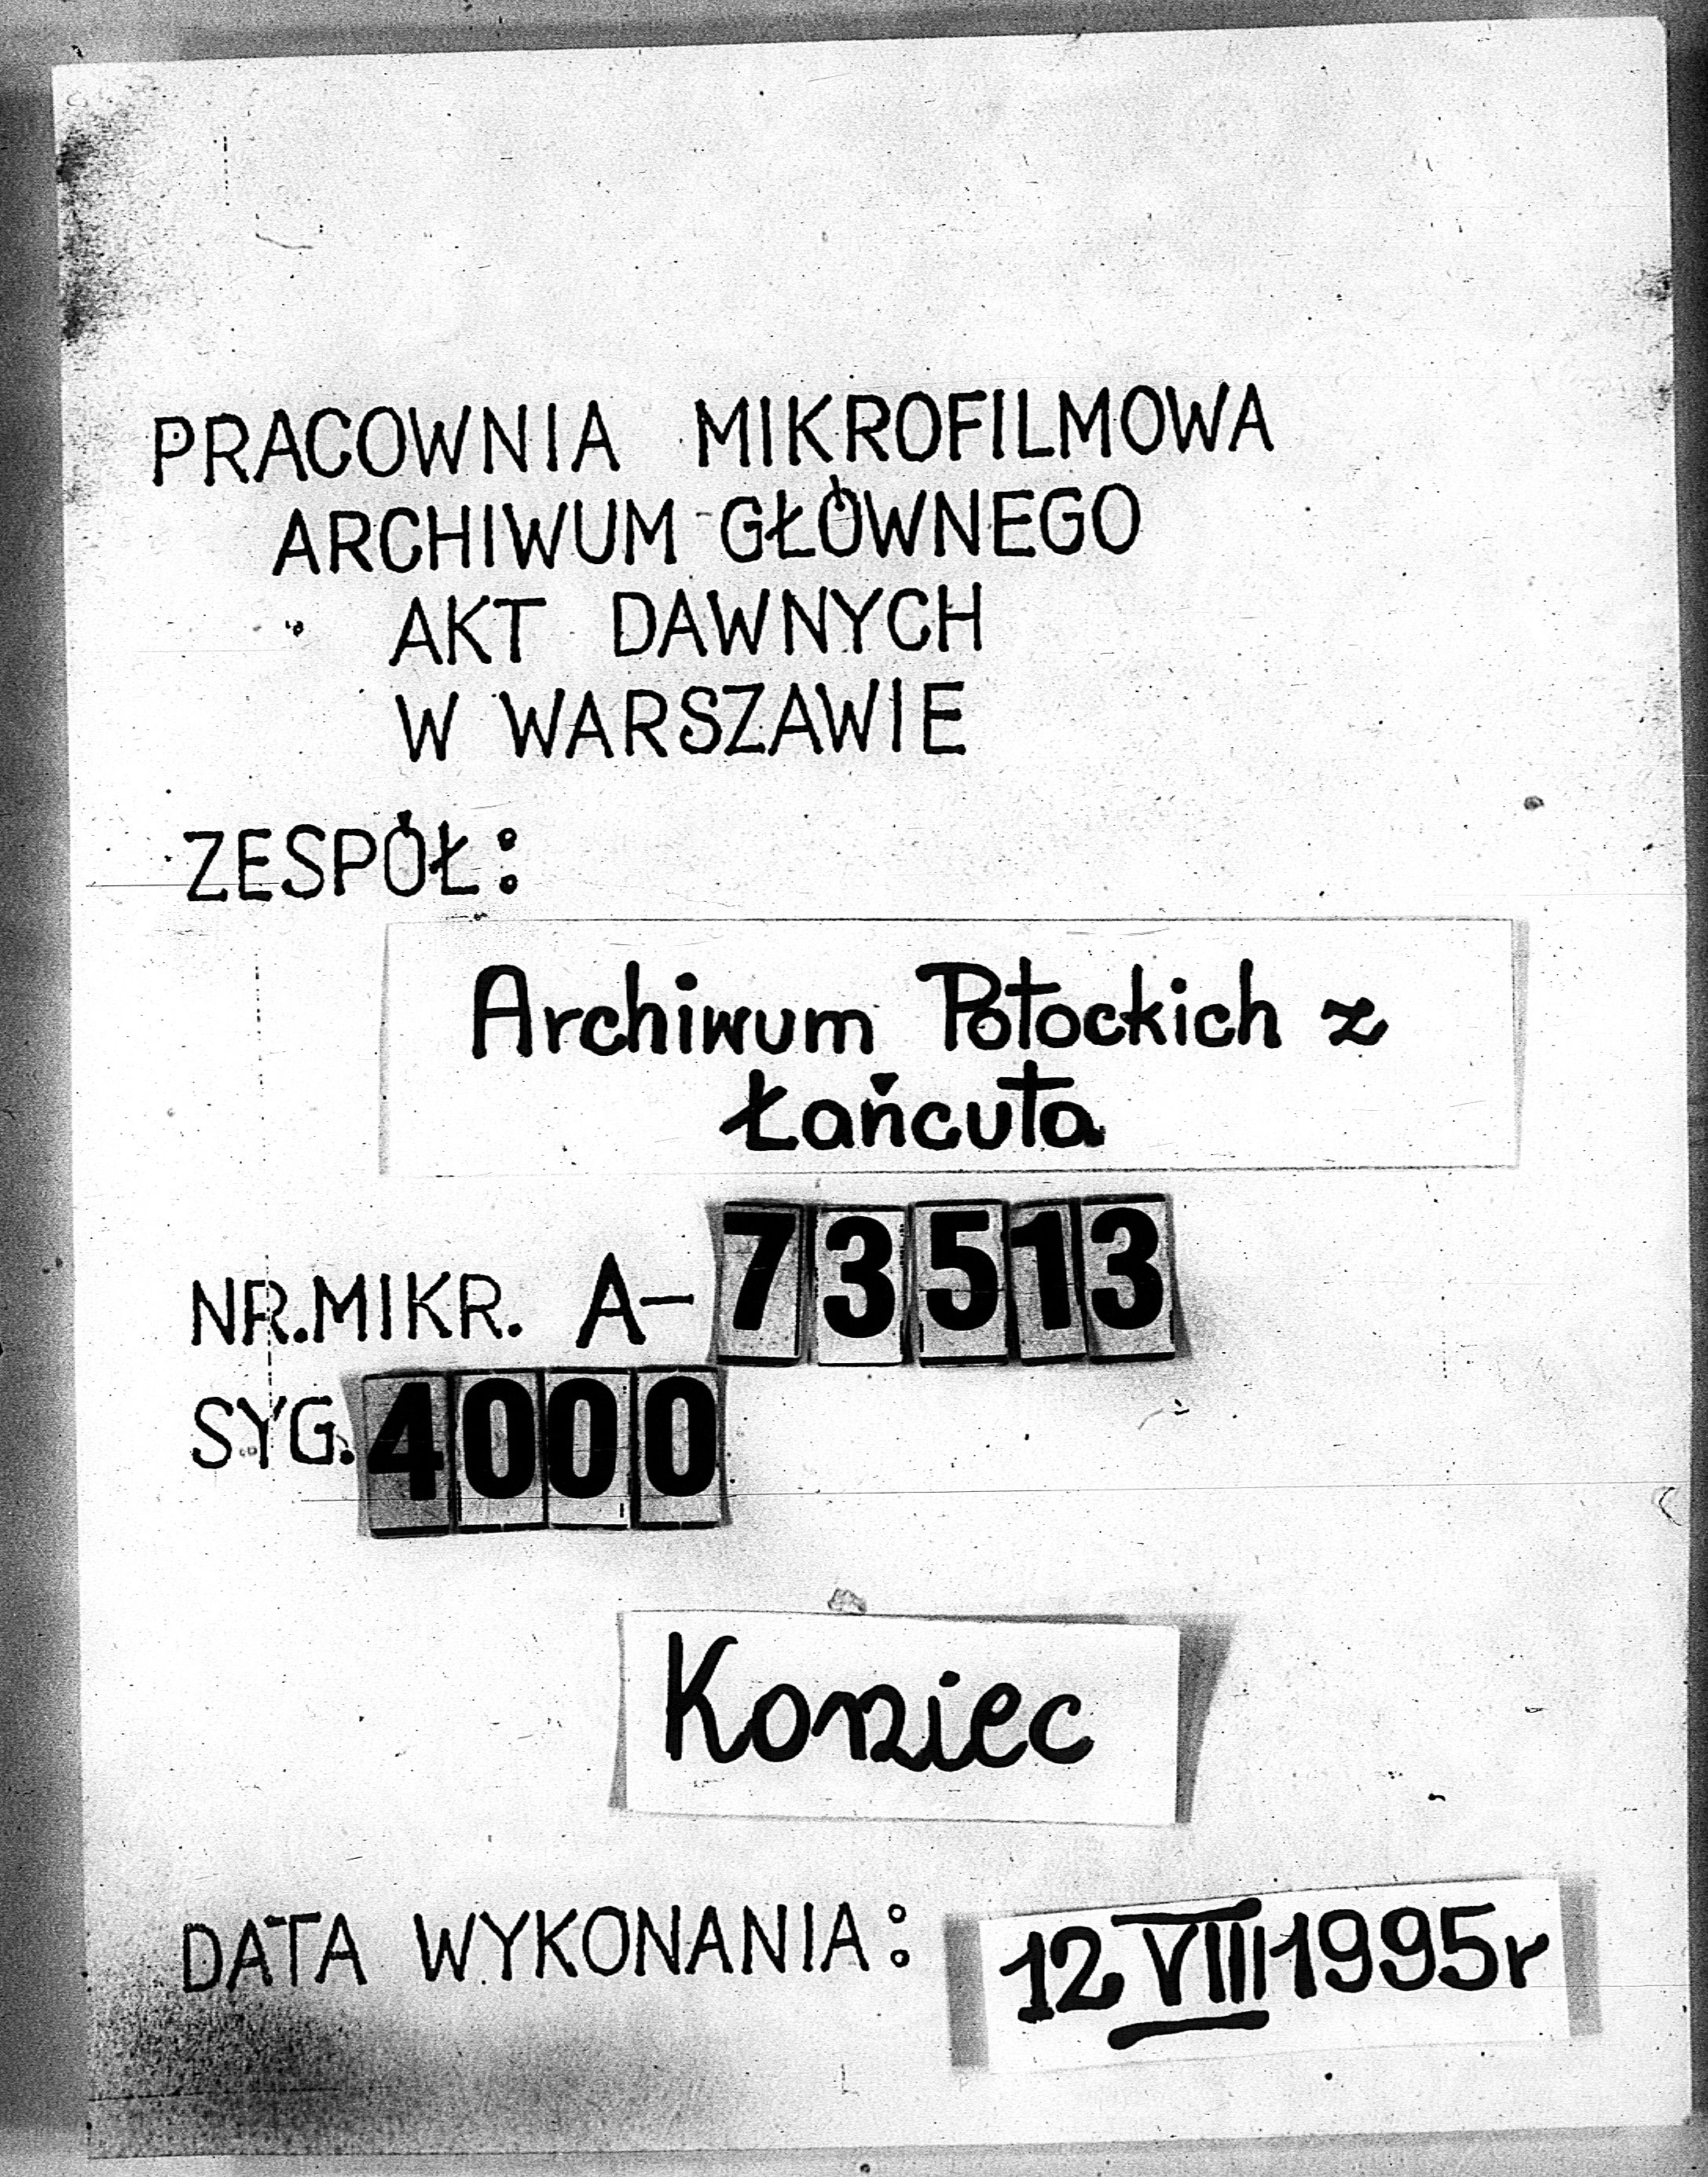 PRACOWNIA MIKROFILMOWA
ARCHIWUM GŁÓWNEGO
AKT DAWNYCH
W WARSZAWIE
ZESPÓŁ:
Archiwum Potockich z
Łańcuta
NR. MIKR. A-73513
SYG. 4000
Koniec
DATA WYKONANIA: 12 VIII 1995r